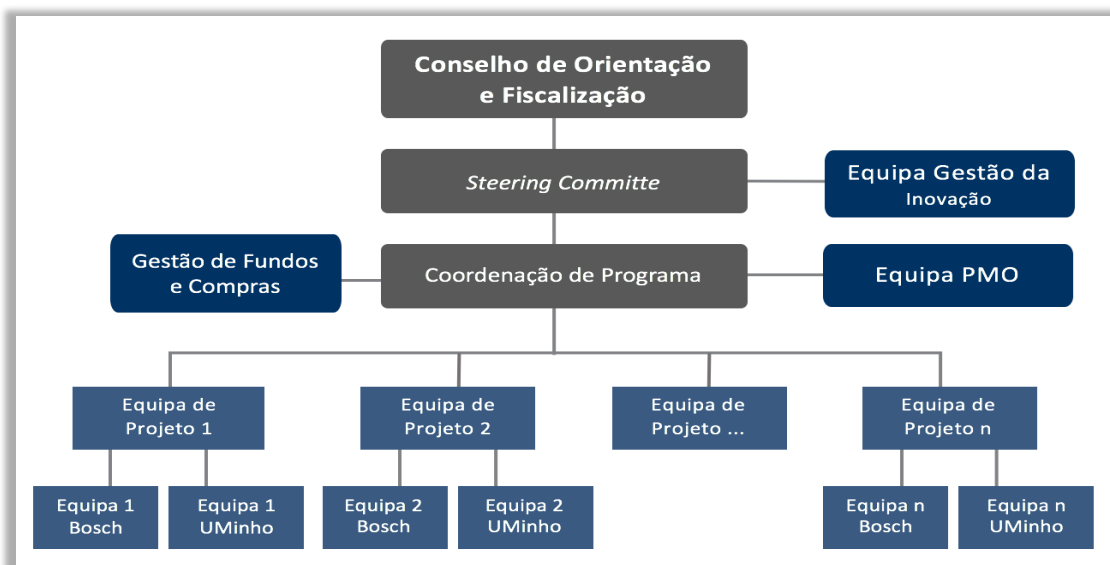 Conselho de Orientação
e Fiscalização
Steering Committe
Equipa Gestão da
Inovação
Gestão de Fundos
e Compras
Coordenação de Programa
Equipa PMO
Equipa de
Projeto 1
Equipa de
Projeto 2
Equipa de
Projeto ...
Equipa de
Projeto n
Equipa 1
Bosch
Equipa 1
UMinho
Equipa 2
Bosch
Equipa 2
UMinho
Equipa n
Bosch
Equipa n
UMinho